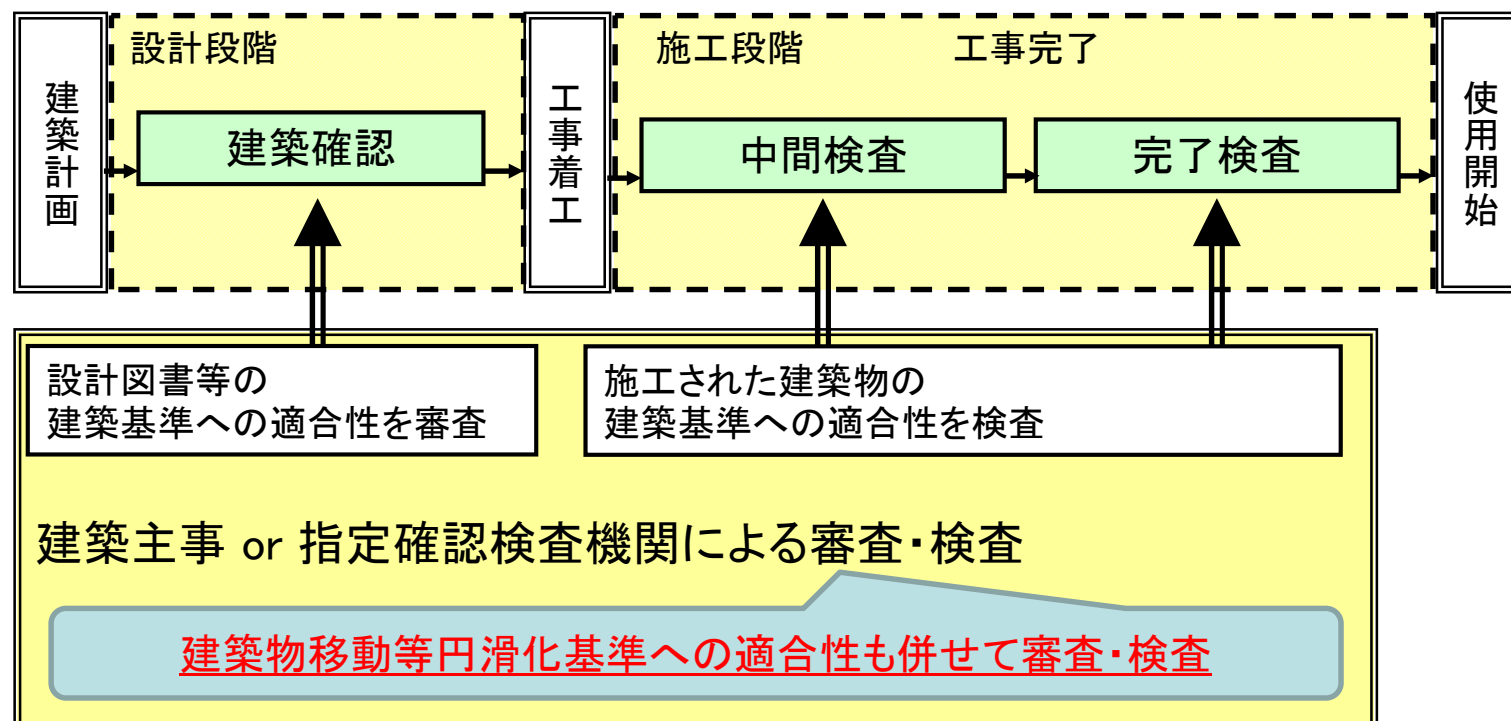 建築計画
設計段階
建築確認
工事着工
施工段階
工事完了
中間検査
完了検査
使用開始
設計図書等の
建築基準への適合性を審査
施工された建築物の
建築基準への適合性を検査
建築主事 or 指定確認検査機関による審査・検査
建築物移動等円滑化基準への適合性も併せて審査・検査